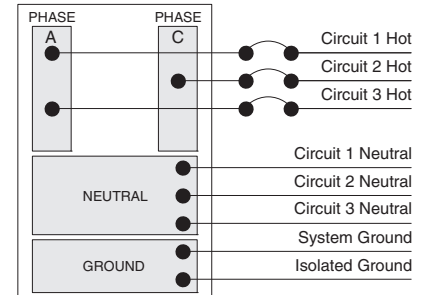 PHASE PHASE
A C
Circuit 1 Hot
Circuit 2 Hot
Circuit 3 Hot
Circuit 1 Neutral
Circuit 2 Neutral
NEUTRAL
Circuit 3 Neutral
System Ground
GROUND
Isolated Ground